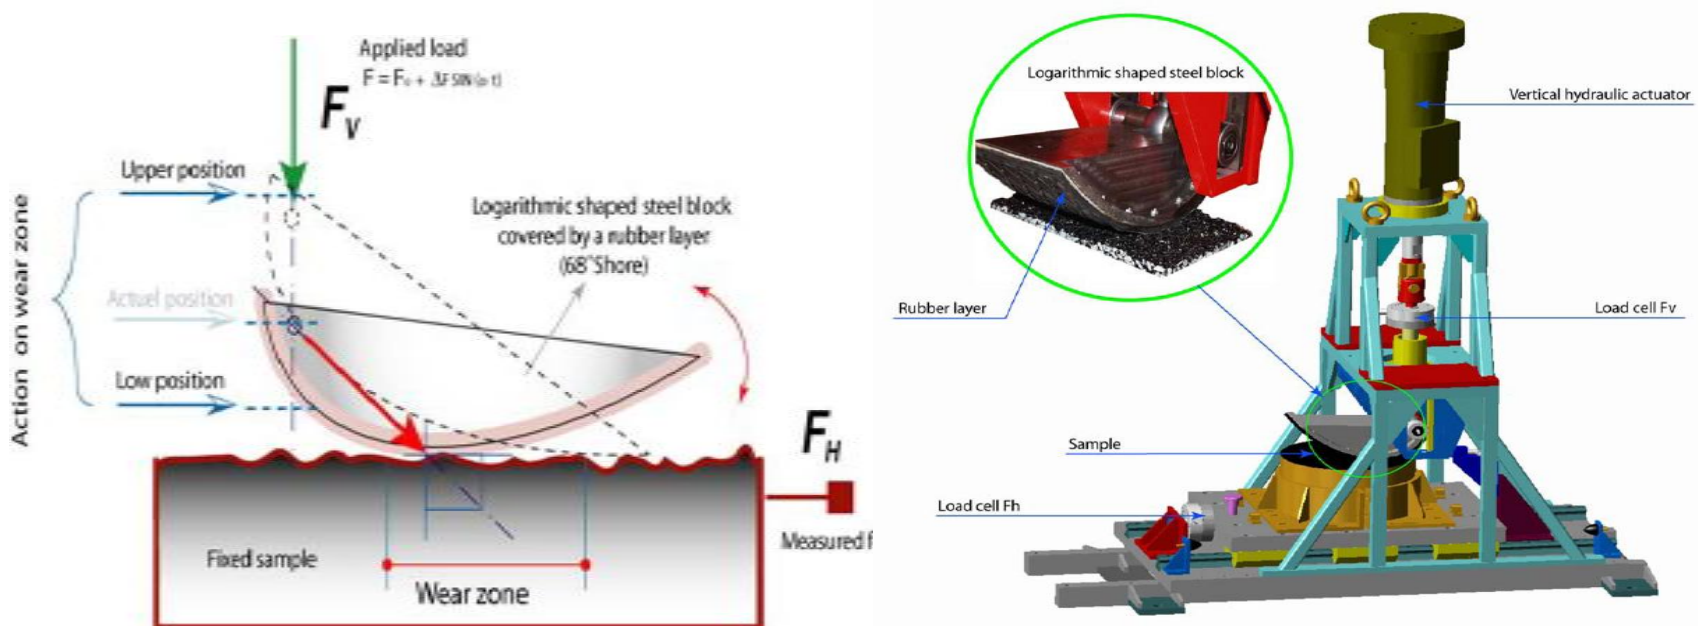 Applied load
F = F₀ + ΔF SIN (ω t)
F_V
Action on wear zone
Upper position
Logarithmic shaped steel block
covered by a rubber layer
(68°Shore)
Actuel position
Low position
F_H
Measured f
Fixed sample
Wear zone
Logarithmic shaped steel block
Rubber layer
Vertical hydraulic actuator
Load cell Fv
Sample
Load cell Fh